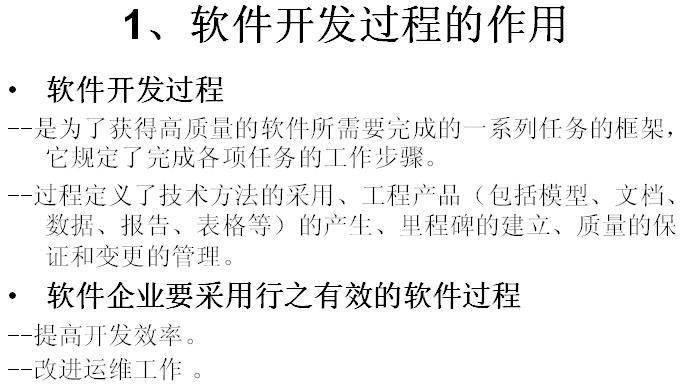 1、软件开发过程的作用
• 软件开发过程
--是为了获得高质量的软件所需要完成的一系列任务的框架，
它规定了完成各项任务的工作步骤。
--过程定义了技术方法的采用、工程产品（包括模型、文档、
数据、报告、表格等）的产生、里程碑的建立、质量的保
证和变更的管理。
• 软件企业要采用行之有效的软件过程
--提高开发效率。
--改进运维工作 。